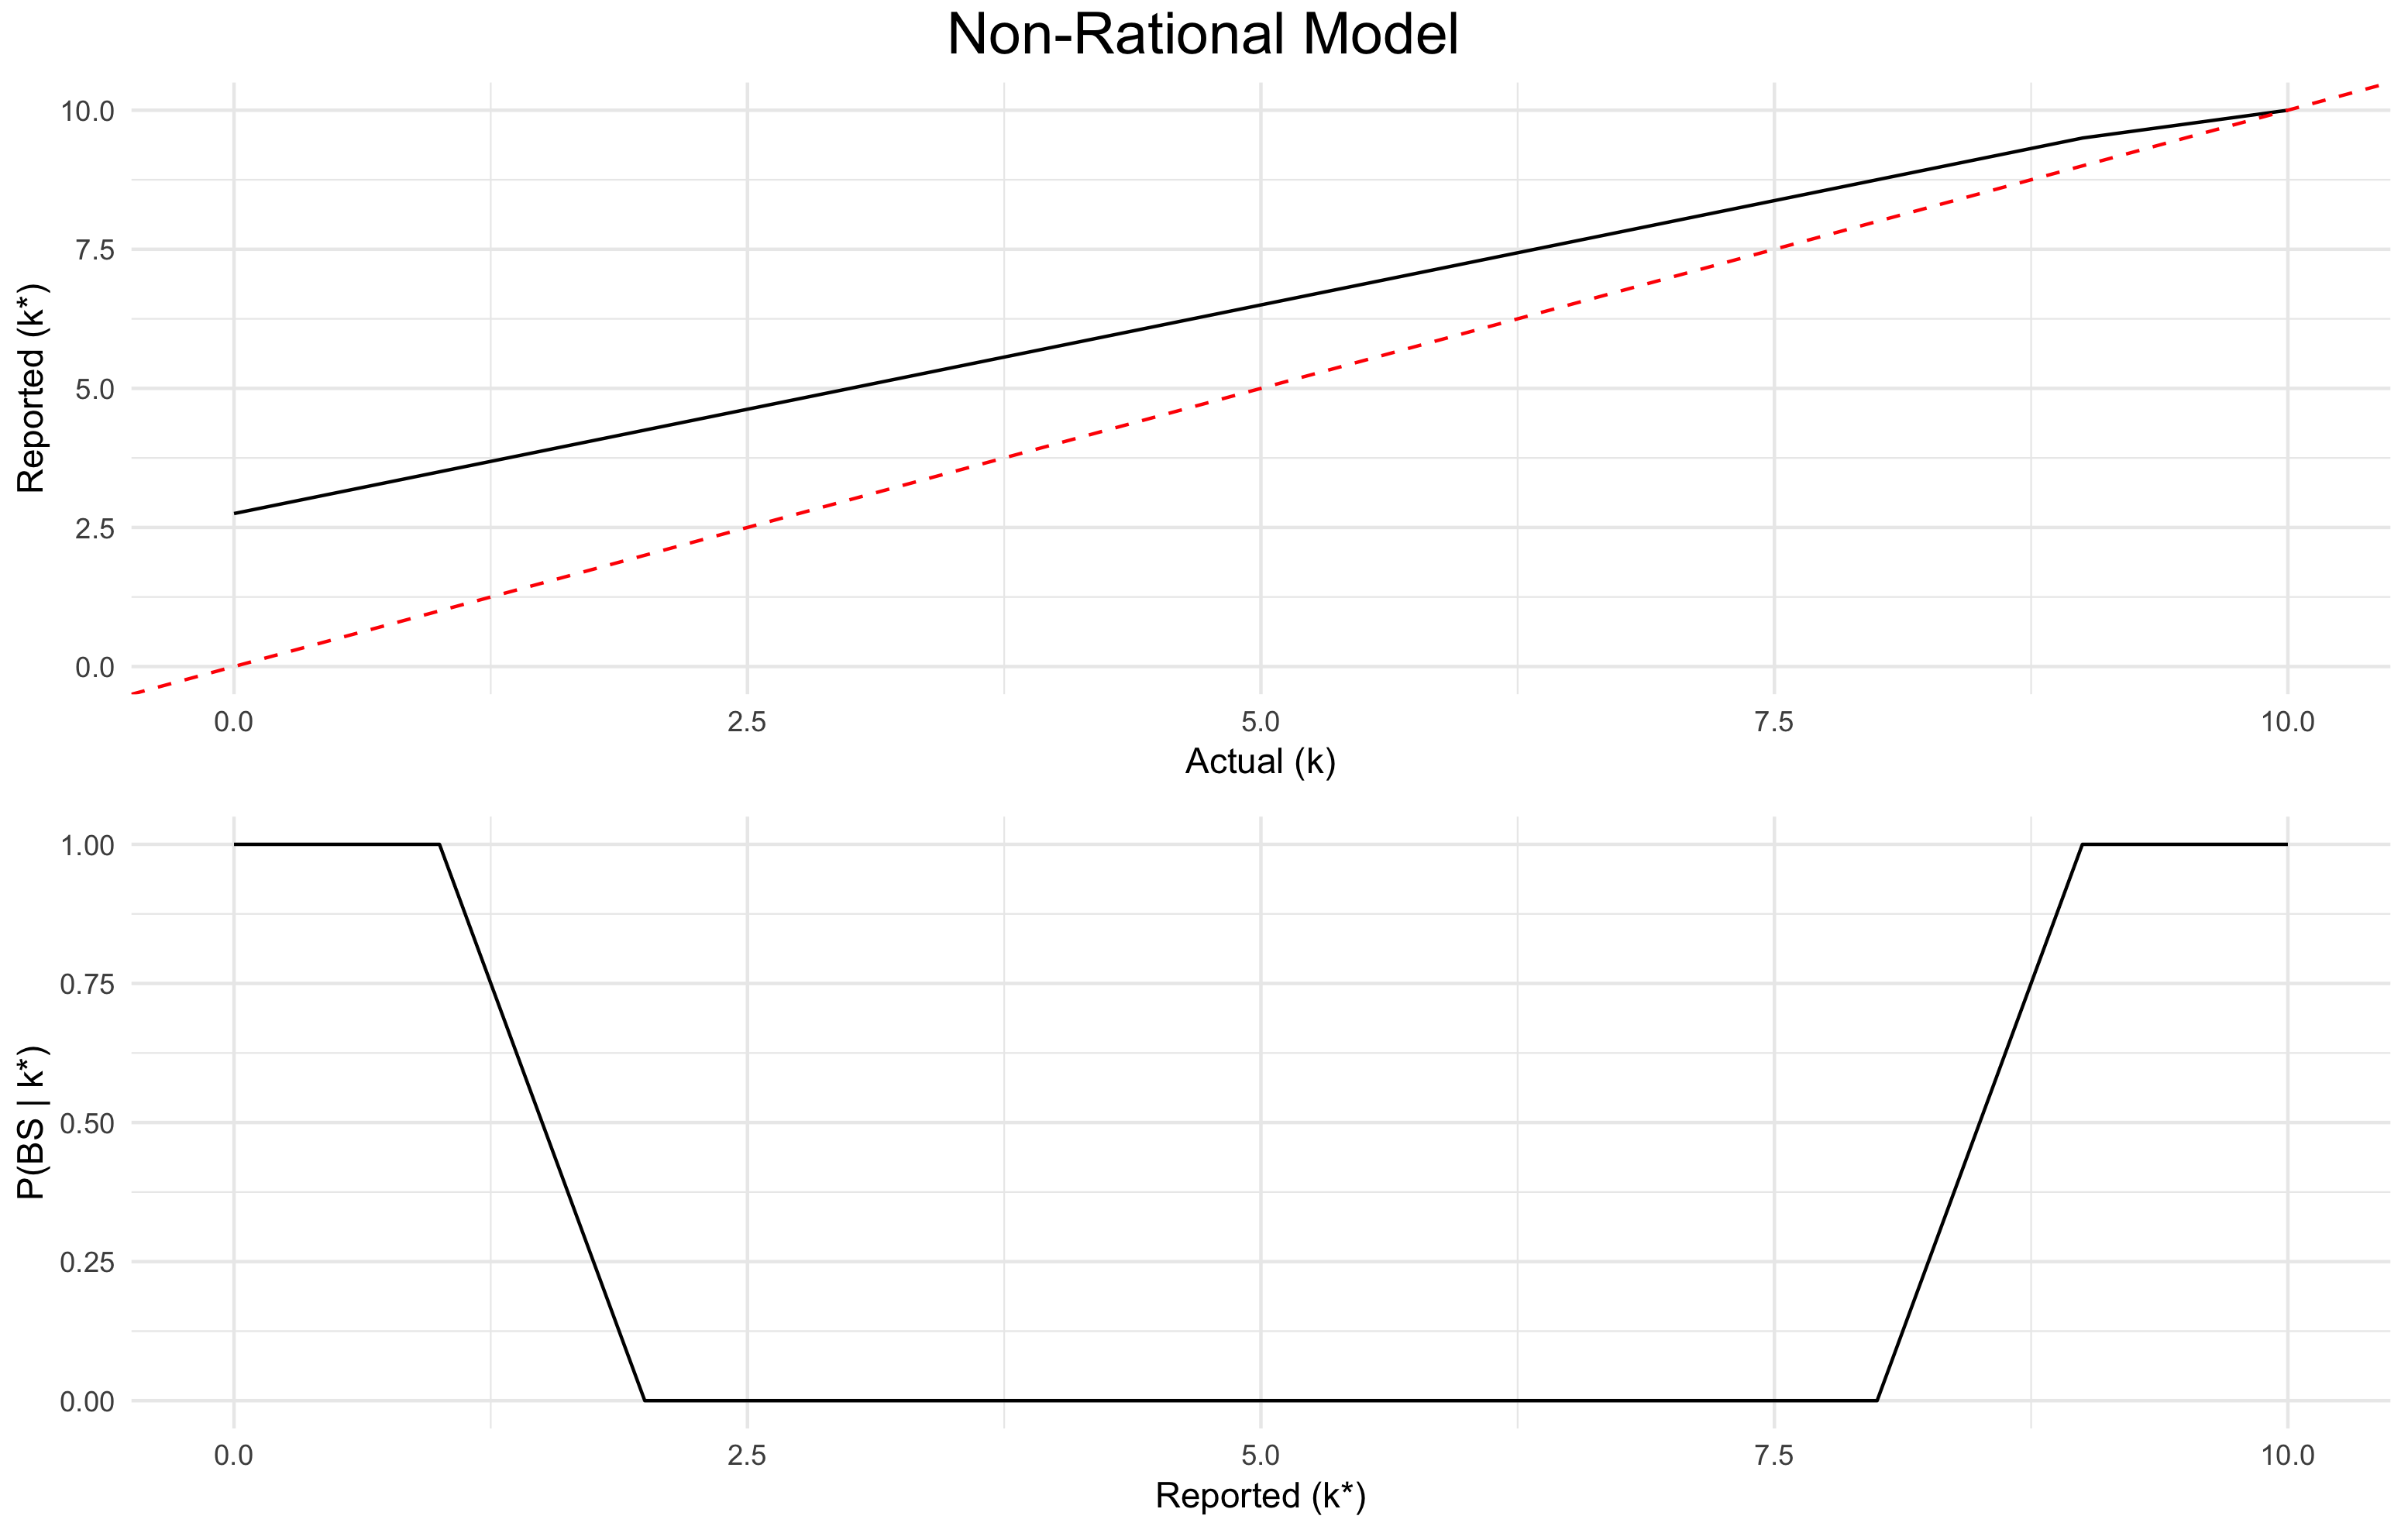 Non-Rational Model
Reported (k*)
10.0
7.5
5.0
2.5
0.0
0.0 2.5 5.0 7.5 10.0
Actual (k)
P(BS | k*)
1.00
0.75
0.50
0.25
0.00
0.0 2.5 5.0 7.5 10.0
Reported (k*)